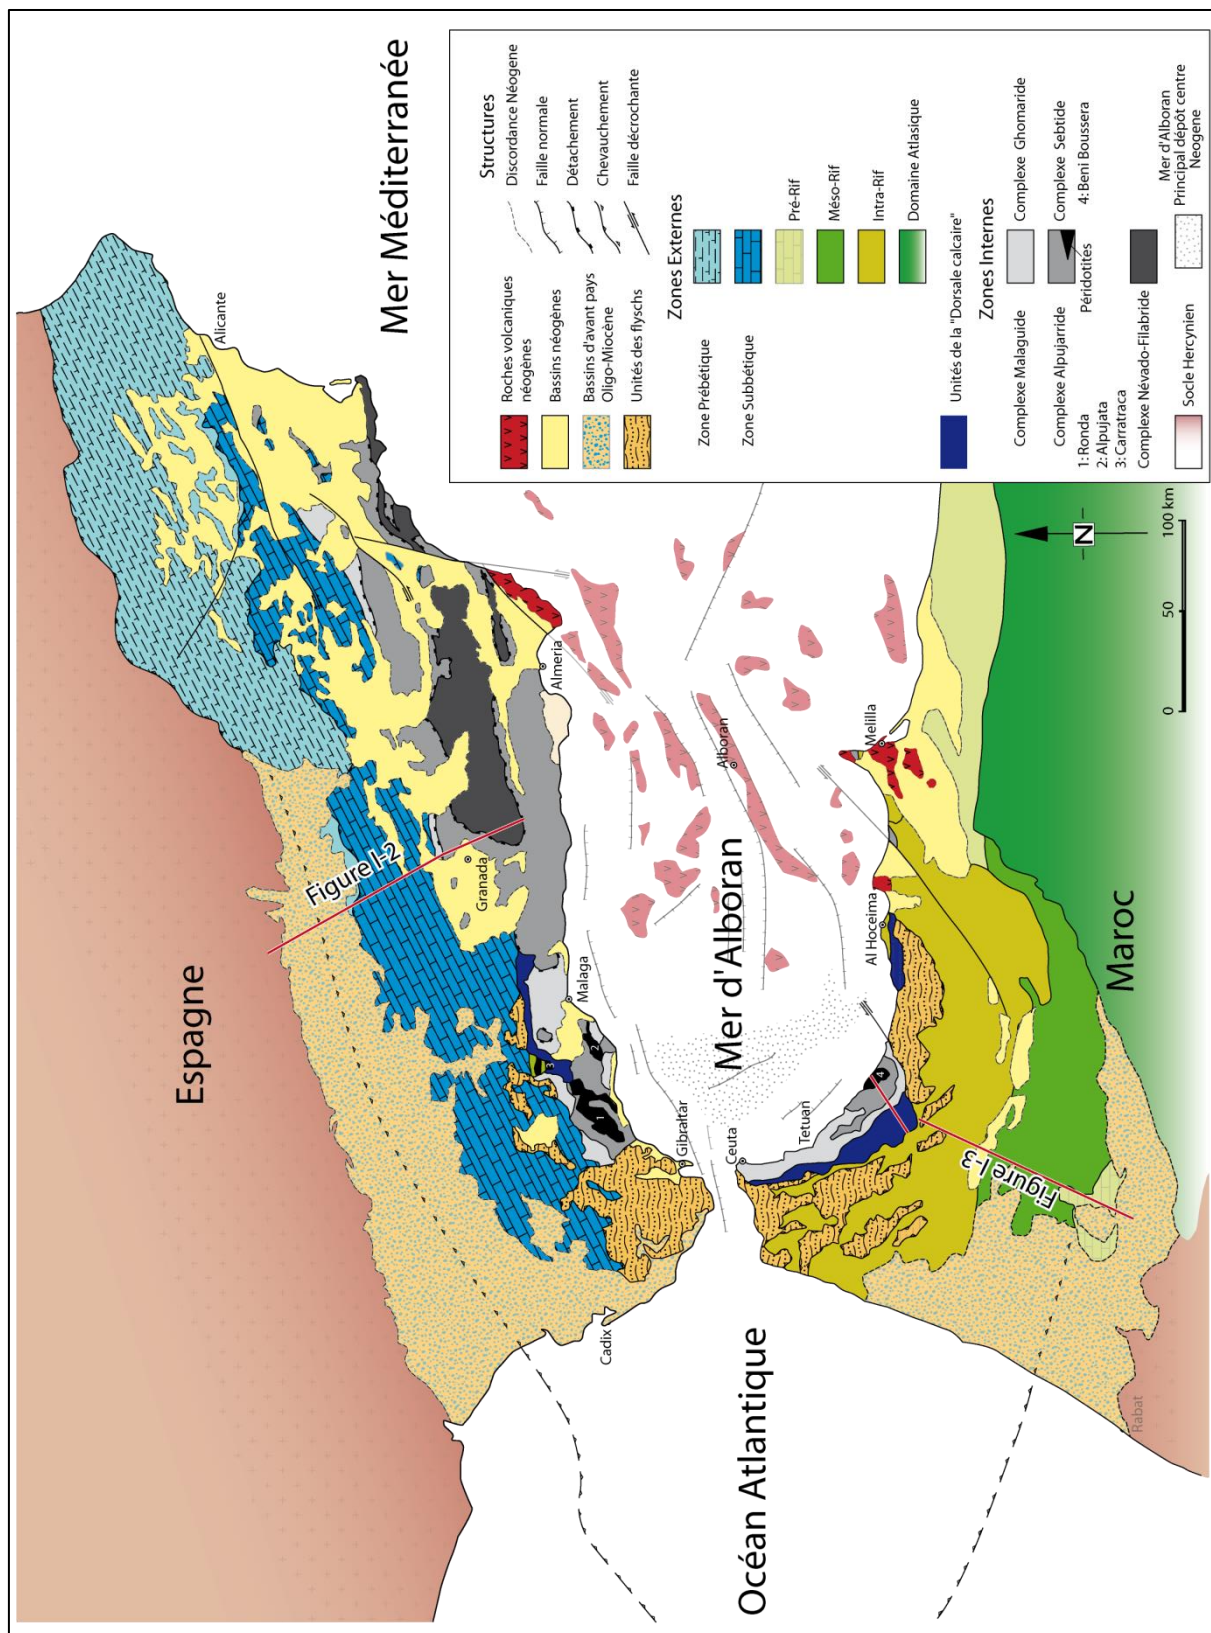 Espagne
Mer Méditerranée
Alicante
Figure I-2
Granada
Almeria
Malaga
1
2
3
Gibraltar
Cadix
Océan Atlantique
Mer d'Alboran
Alboran
Ceuta
Tetuan
4
Al Hoceima
Melilla
Figure I-3
Maroc
Rabat
Structures
Discordance Néogene
Faille normale
Détachement
Chevauchement
Faille décrochante
Roches volcaniques
néogènes
Bassins néogènes
Bassins d'avant pays
Oligo-Miocène
Unités des flyschs
Zones Externes
Zone Prébétique
Zone Subbétique
Pré-Rif
Méso-Rif
Intra-Rif
Domaine Atlasique
Unités de la "Dorsale calcaire"
Zones Internes
Complexe Malaguide
Complexe Ghomaride
Complexe Alpujarride
Complexe Sebtide
1: Ronda
2: Alpujata
3: Carratraca
Péridotites
4: Beni Boussera
Complexe Névado-Filabride
Socle Hercynien
Mer d'Alboran
Principal dépôt centre
Neogene
N
0
50
100 km